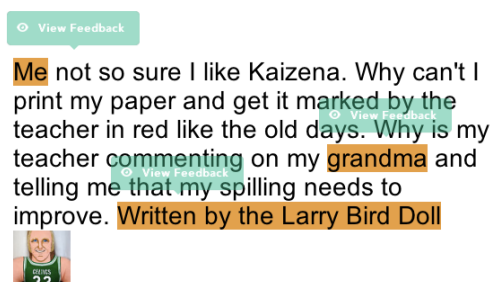 View Feedback
Me not so sure I like Kaizena. Why can't I
print my paper and get it marked by the
View Feedback
teacher in red like the old days. Why is my
teacher commenting on my grandma and
View Feedback
telling me that my spilling needs to
improve. Written by the Larry Bird Doll
CELTICS
33